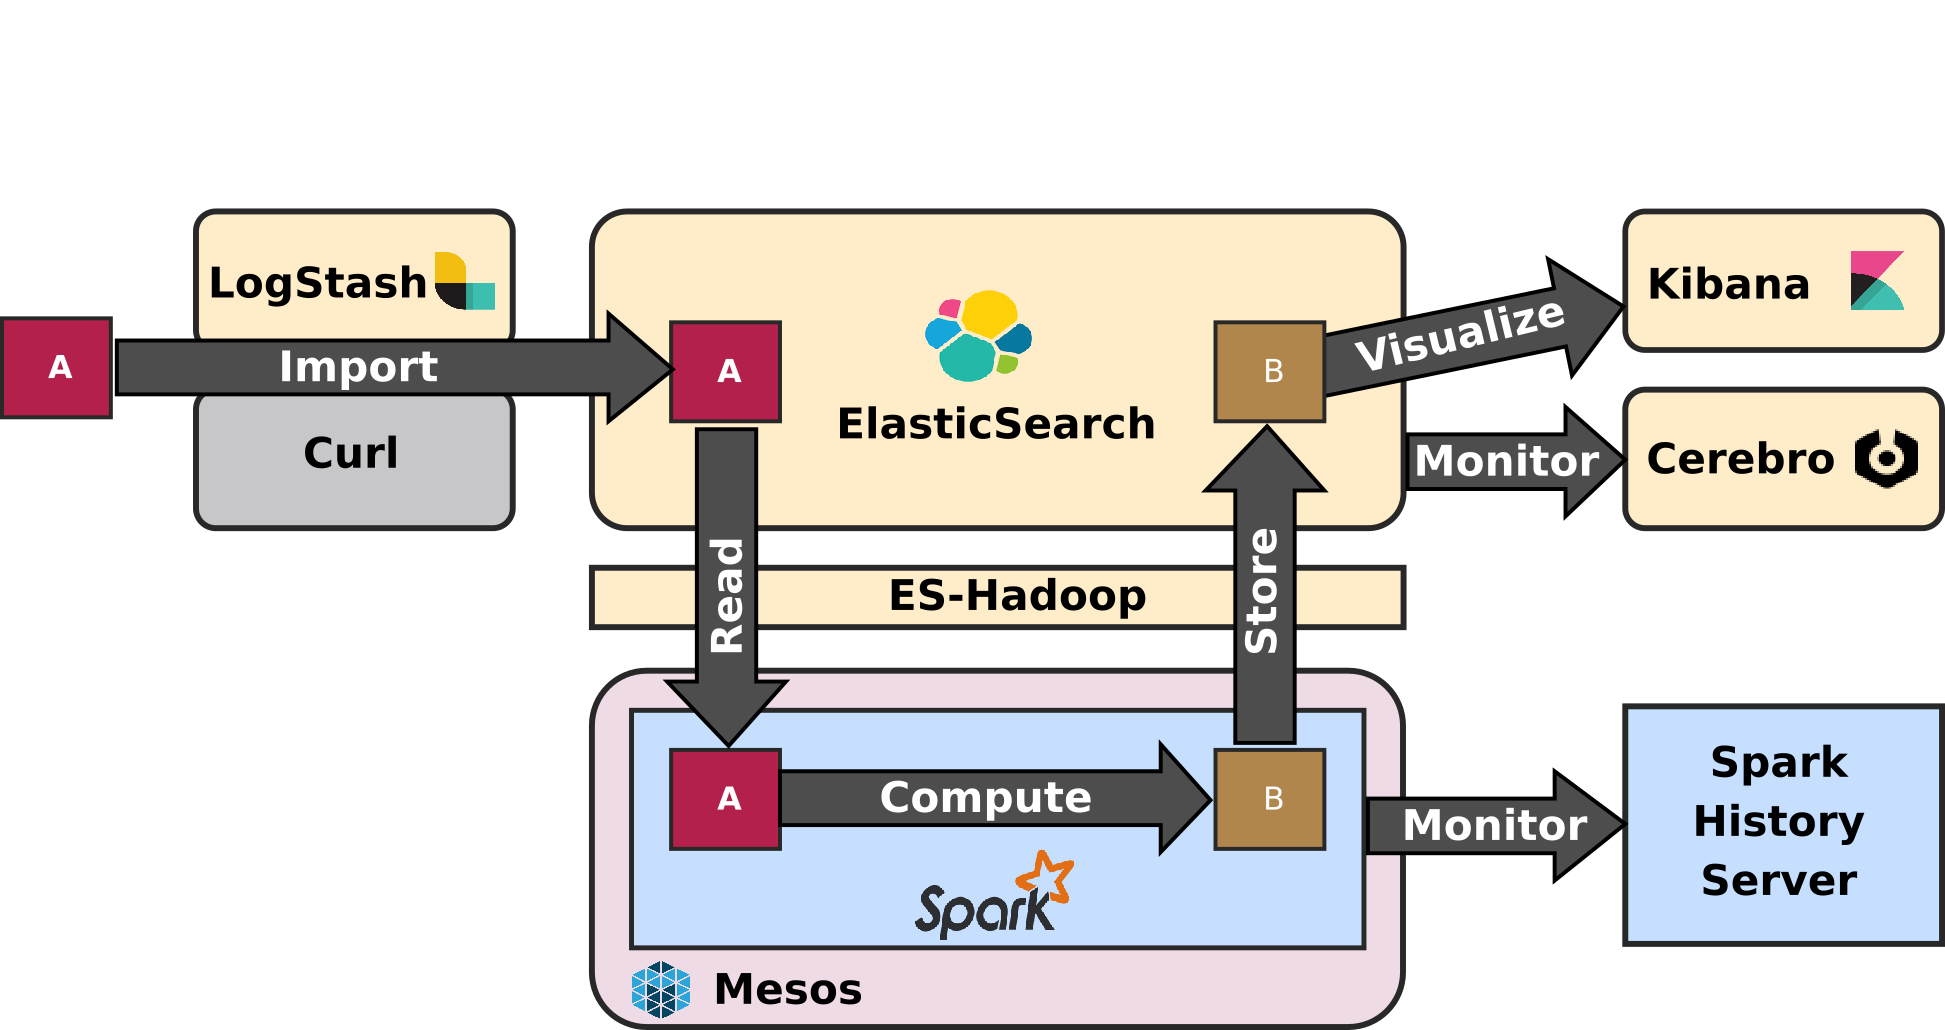 LogStash
A
Import
Curl
A
ElasticSearch
B
Visualize
Kibana
Monitor
Cerebro
Read
ES-Hadoop
Store
A
Compute
B
Spark
Mesos
Monitor
Spark
History
Server